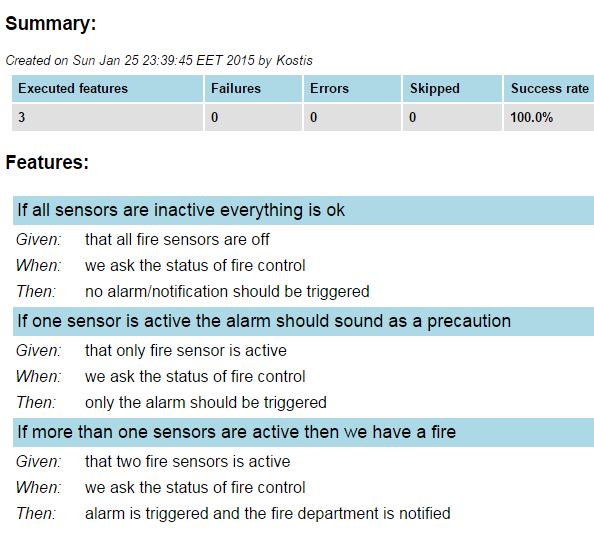 Summary:
Created on Sun Jan 25 23:39:45 EET 2015 by Kostis
Executed features Failures Errors Skipped Success rate
3 0 0 0 100.0%
Features:
If all sensors are inactive everything is ok
Given: that all fire sensors are off
When: we ask the status of fire control
Then: no alarm/notification should be triggered
If one sensor is active the alarm should sound as a precaution
Given: that only fire sensor is active
When: we ask the status of fire control
Then: only the alarm should be triggered
If more than one sensors are active then we have a fire
Given: that two fire sensors is active
When: we ask the status of fire control
Then: alarm is triggered and the fire department is notified